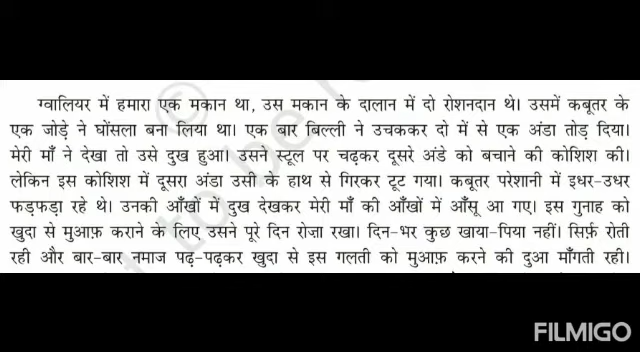 ग्वालियर में हमारा एक मकान था, उस मकान के दालान में दो रोशनदान थे। उसमें कबूतर के
एक जोड़े ने घोंसला बना लिया था। एक बार बिल्ली ने उचककर दो में से एक अंडा तोड़ दिया।
मेरी माँ ने देखा तो उसे दुख हुआ। उसने स्टूल पर चढ़कर दूसरे अंडे को बचाने की कोशिश की।
लेकिन इस कोशिश में दूसरा अंडा उसी के हाथ से गिरकर टूट गया। कबूतर परेशानी में इधर-उधर
फड़फड़ा रहे थे। उनकी आँखों में दुख देखकर मेरी माँ की आँखों में आँसू आ गए। इस गुनाह को
खुदा से मुआफ़ कराने के लिए उसने पूरे दिन रोज़ा रखा। दिन-भर कुछ खाया-पिया नहीं। सिर्फ़ रोती
रही और बार-बार नमाज पढ़-पढ़कर खुदा से इस गलती को मुआफ़ करने की दुआ माँगती रही।
FILMIGO